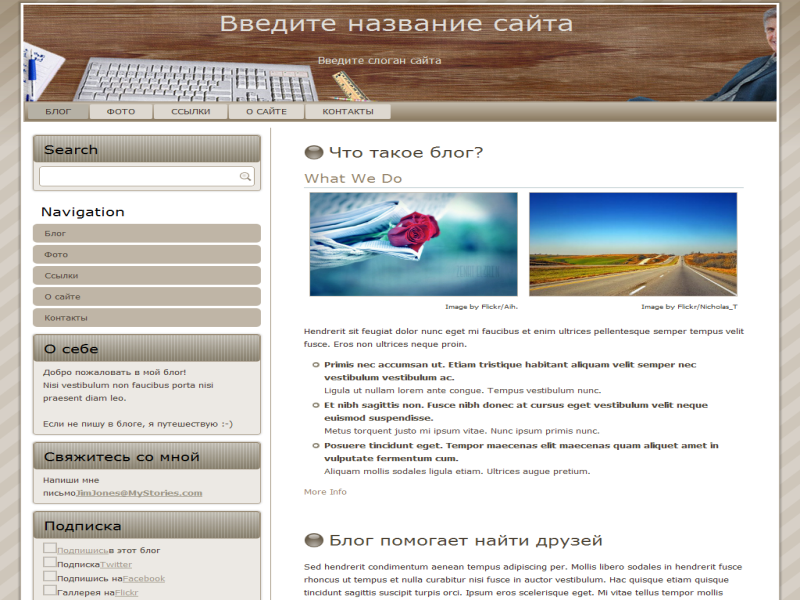 Введите название сайта
Введите слоган сайта
БЛОГ ФОТО ССЫЛКИ О САЙТЕ КОНТАКТЫ
Search
Navigation
Блог
Фото
Ссылки
О сайте
Контакты
О себе
Добро пожаловать в мой блог!
Nisi vestibulum non faucibus porta nisi
praesent diam leo.
Если не пишу в блоге, я путешествую :-)
Свяжитесь со мной
Напиши мне
письмоJimJones@MyStories.com
Подписка
Подпишисьв этот блог
ПодпискаTwitter
Подпишись наFacebook
Галлерея наFlickr
Что такое блог?
What We Do
Image by Flickr/Aih.
Image by Flickr/Nicholas_T
Hendrerit sit feugiat dolor nunc eget mi faucibus et enim ultrices pellentesque semper tempus velit
fusce. Eros non ultrices neque proin.
Primis nec accumsan ut. Etiam tristique habitant aliquam velit semper nec
vestibulum vestibulum ac.
Ligula ut nullam lorem ante congue. Tempus vestibulum nunc.
Et nibh sagittis non. Fusce nibh donec at cursus eget vestibulum velit neque
euismod suspendisse.
Metus torquent justo mi ipsum vitae. Nunc ipsum primis nunc.
Posuere tincidunt eget. Tempor maecenas elit maecenas quam aliquet amet in
vulputate fermentum cum.
Aliquam mollis sodales ligula etiam. Ultrices augue pretium.
More Info
Блог помогает найти друзей
Sed hendrerit condimentum aenean tempus adipiscing per. Mollis libero sodales in hendrerit fusce
rhoncus ut tempus et nulla curabitur nisi fusce in auctor vestibulum. Hac quisque etiam quisque
tincidunt sagittis suscipit turpis orci. Ipsum eros scelerisque eget. Mi vitae tellus tempor mollis